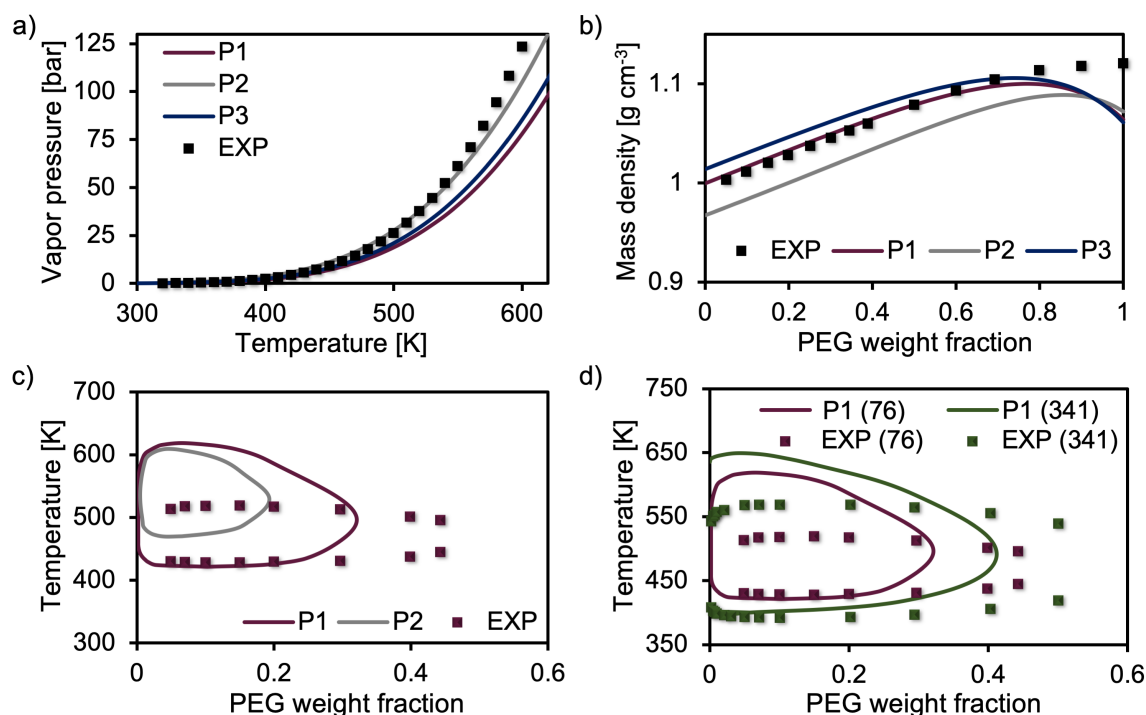 a)
Vapor pressure [bar]
125
100
75
50
25
0
P1
P2
P3
EXP
300
400
500
600
Temperature [K]
b)
Mass density [g cm⁻³]
1.1
1
0.9
EXP
P1
P2
P3
0
0.2
0.4
0.6
0.8
1
PEG weight fraction
c)
Temperature [K]
700
600
500
400
300
P1
P2
EXP
0
0.2
0.4
0.6
PEG weight fraction
d)
Temperature [K]
750
650
550
450
350
P1 (76)
P1 (341)
EXP (76)
EXP (341)
0
0.2
0.4
0.6
PEG weight fraction